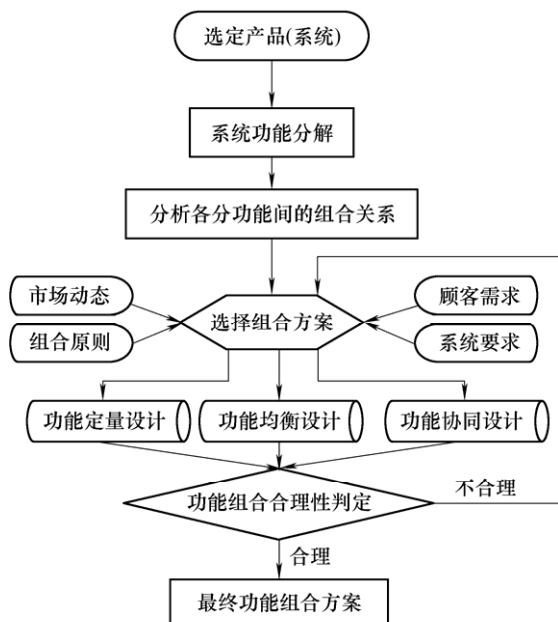 选定产品(系统)
系统功能分解
分析各分功能间的组合关系
市场动态
顾客需求
选择组合方案
组合原则
系统要求
功能定量设计
功能均衡设计
功能协同设计
功能组合合理性判定
不合理
合理
最终功能组合方案